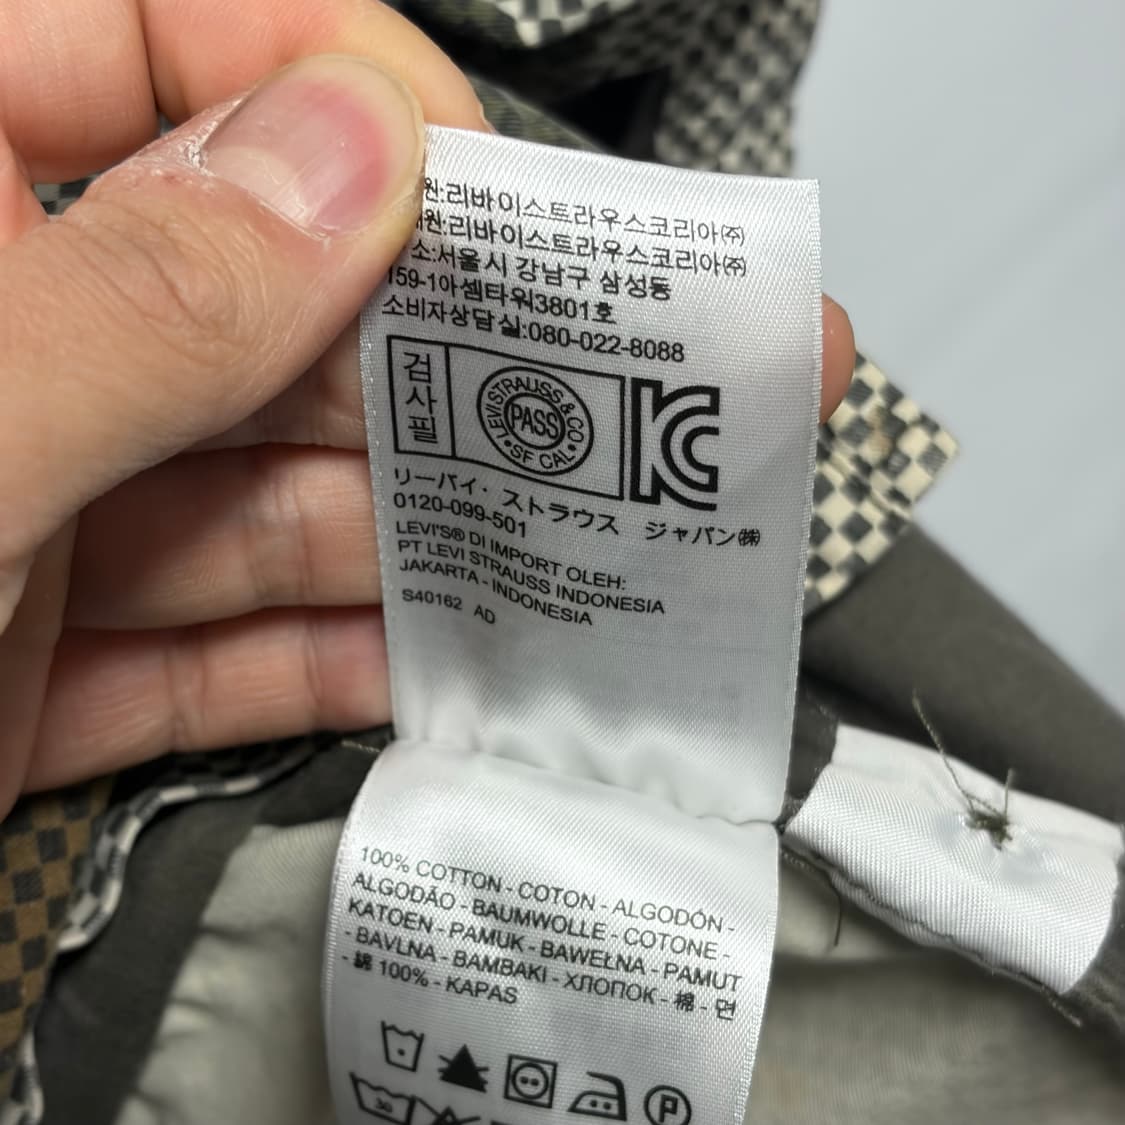 원:리바이스트라우스코리아㈜
원:리바이스트라우스코리아㈜
소:서울시 강남구 삼성동
159-1아셈타워3801호
소비자상담실:080-022-8088
검사필
LEVI STRAUSS & CO
PASS
SF CAL
KC
リーバイ・ストラウス ジャパン㈱
0120-099-501
LEVI'S® DI IMPORT OLEH:
PT LEVI STRAUSS INDONESIA
JAKARTA - INDONESIA
S40162 AD
100% COTTON - COTON - ALGODÓN -
ALGODÃO - BAUMWOLLE - COTONE -
KATOEN - PAMUK - BAWEŁNA - PAMUT
- BAVLNA - BAMBAKI - ХЛОПОК - 棉 - 면
- 綿 100% - KAPAS
P
30